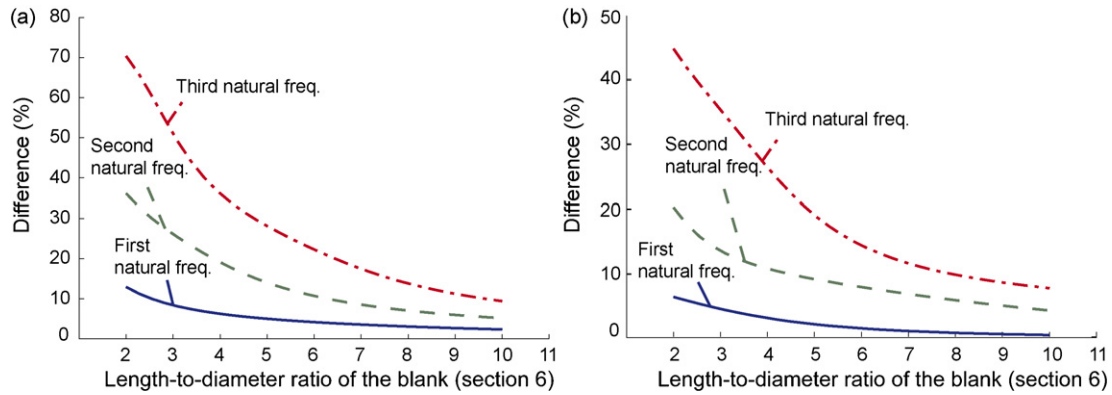 (a)
80
70
60
50
40
30
20
10
0
Difference (%)
Third natural freq.
Second
natural freq.
First
natural freq.
2 3 4 5 6 7 8 9 10 11
Length-to-diameter ratio of the blank (section 6)
(b)
50
40
30
20
10
0
Difference (%)
Third natural freq.
Second
natural freq.
First
natural freq.
2 3 4 5 6 7 8 9 10 11
Length-to-diameter ratio of the blank (section 6)